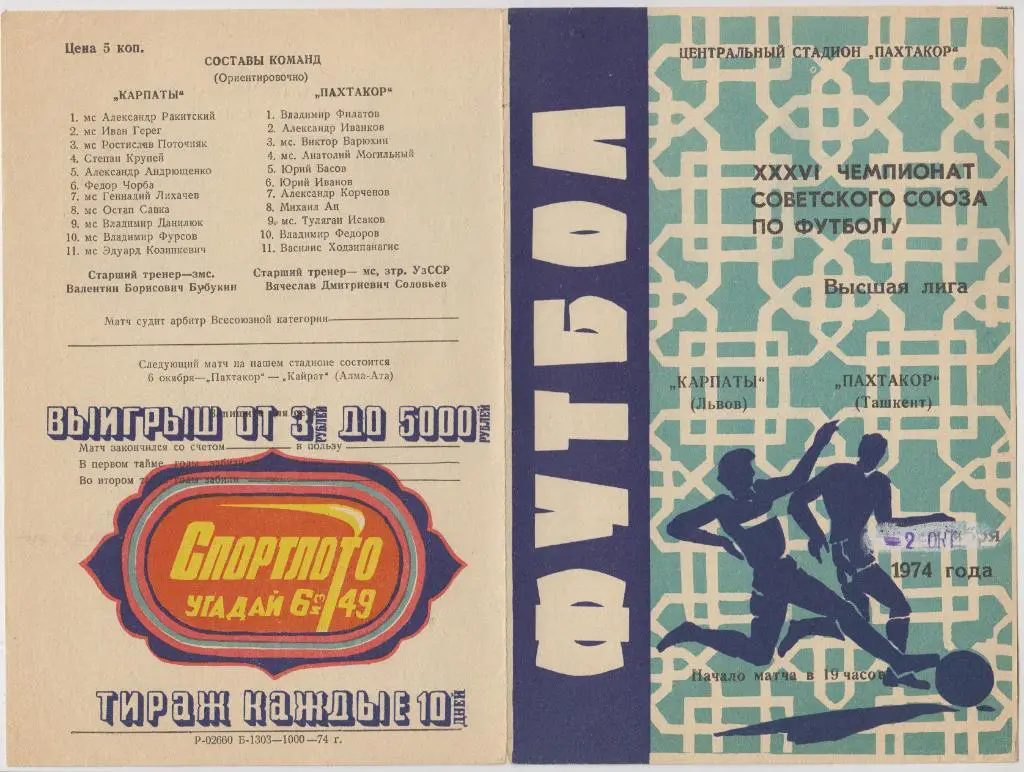 Цена 5 коп.
СОСТАВЫ КОМАНД
(Ориентировочно)
„КАРПАТЫ"
1. мс Александр Ракитский
2. мс Иван Герег
3. мс Ростислав Поточняк
4. Степан Крупей
5. Александр Андрющенко
6. Федор Чорба
7. мс Геннадий Лихачев
8. мс Остап Савка
9. мс Владимир Данилюк
10. мс Владимир Фурсов
11. мс Эдуард Козинкевич
Старший тренер—змс.
Валентин Борисович Бубукин
„ПАХТАКОР"
1. Владимир Филатов
2. Александр Иванков
3. мс. Виктор Варюхин
4. мс. Анатолий Могильный
5. Юрий Басов
6. Юрий Иванов
7. Александр Корченов
8. Михаил Ан
9. мс. Туляган Исаков
10. Владимир Федоров
11. Василис Ходзипанагис
Старший тренер— мс, зтр. УзССР
Вячеслав Дмитриевич Соловьев
Матч судит арбитр Всесоюзной категории
Следующий матч на нашем стадионе состоится
6 октября—„Пахтакор"—„Кайрат" (Алма-Ата)
ВЫИГРЫШ ОТ 3 РУБЛЕЙ ДО 5000 РУБЛЕЙ
Матч закончился со счетом в пользу
В первом тайме голы забили
Во втором тайме голы забили
СПОРТЛОТО
УГАДАЙ 6 ИЗ 49
ТИРАЖ КАЖДЫЕ 10 ДНЕЙ
Р-02660 Б-1303—1000—74 г.
ФУТБОЛ
ЦЕНТРАЛЬНЫЙ СТАДИОН „ПАХТАКОР"
XXXVI ЧЕМПИОНАТ
СОВЕТСКОГО СОЮЗА
ПО ФУТБОЛУ
Высшая лига
„КАРПАТЫ"
(Львов)
„ПАХТАКОР"
(Ташкент)
2 ОКТ
1974 года
Начало матча в 19 часов